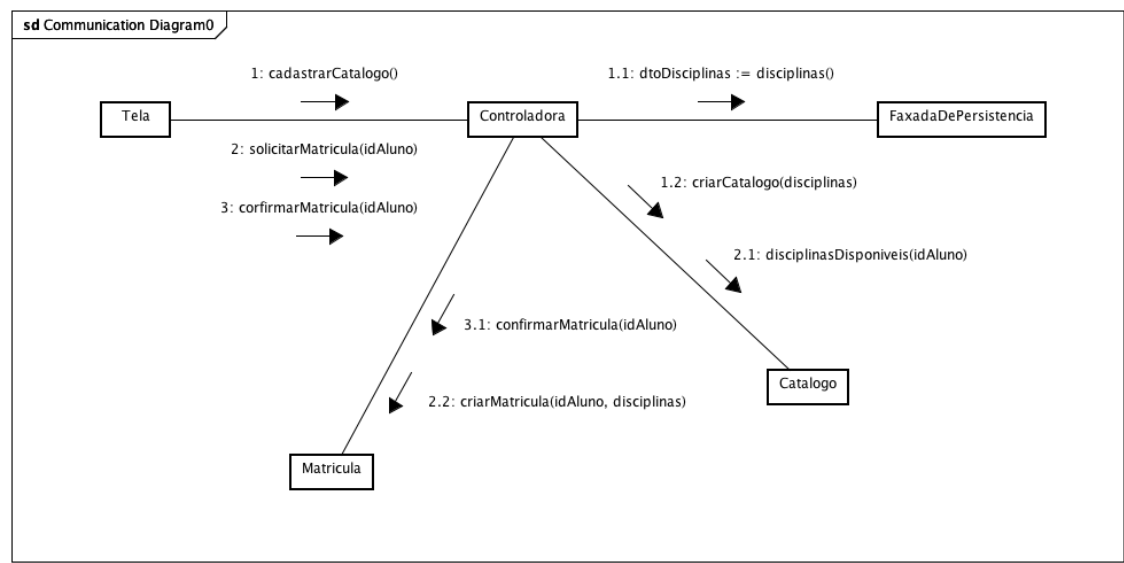 sd Communication Diagram0
1: cadastrarCatalogo()
1.1: dtoDisciplinas := disciplinas()
Tela
Controladora
FaxadaDePersistencia
2: solicitarMatricula(idAluno)
1.2: criarCatalogo(disciplinas)
3: corfirmarMatricula(idAluno)
2.1: disciplinasDisponiveis(idAluno)
3.1: confirmarMatricula(idAluno)
Catalogo
2.2: criarMatricula(idAluno, disciplinas)
Matricula